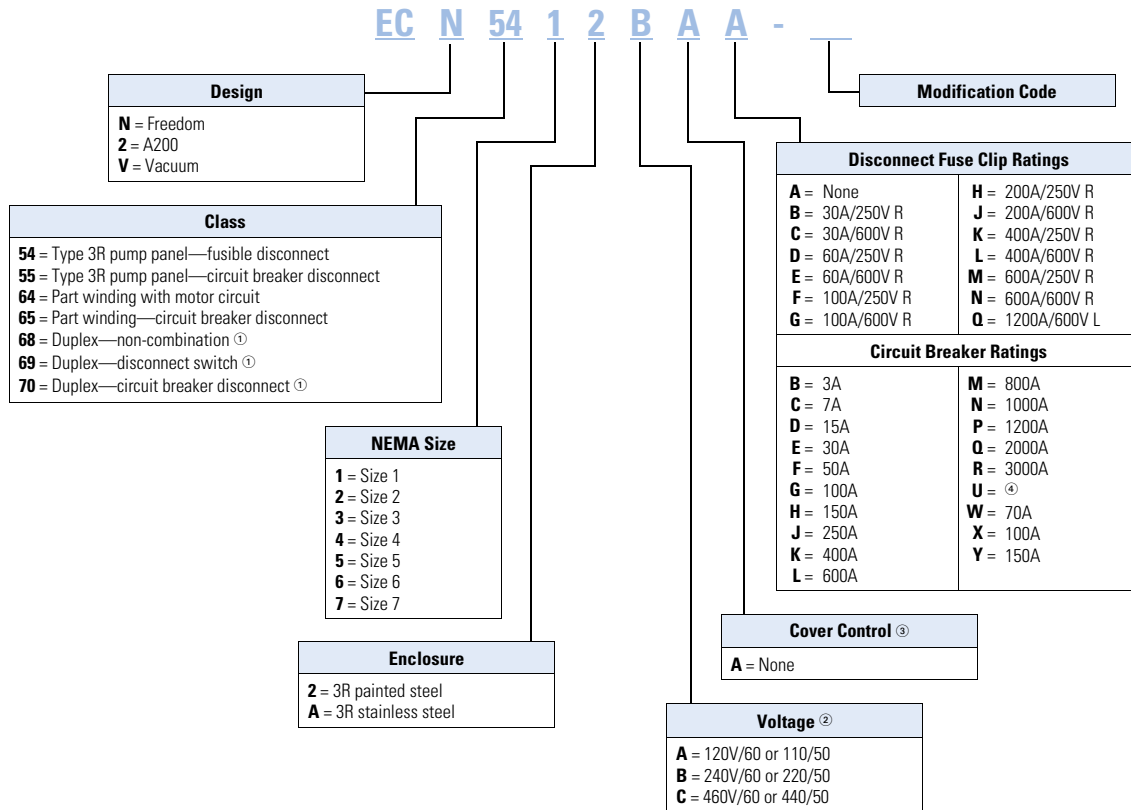 EC N 54 1 2 B A A -
Design
N = Freedom
2 = A200
V = Vacuum
Modification Code
Class
54 = Type 3R pump panel—fusible disconnect
55 = Type 3R pump panel—circuit breaker disconnect
64 = Part winding with motor circuit
65 = Part winding—circuit breaker disconnect
68 = Duplex—non-combination ①
69 = Duplex—disconnect switch ①
70 = Duplex—circuit breaker disconnect ①
Disconnect Fuse Clip Ratings
A = None
B = 30A/250V R
C = 30A/600V R
D = 60A/250V R
E = 60A/600V R
F = 100A/250V R
G = 100A/600V R
H = 200A/250V R
J = 200A/600V R
K = 400A/250V R
L = 400A/600V R
M = 600A/250V R
N = 600A/600V R
Q = 1200A/600V L
Circuit Breaker Ratings
B = 3A
C = 7A
D = 15A
E = 30A
F = 50A
G = 100A
H = 150A
J = 250A
K = 400A
L = 600A
M = 800A
N = 1000A
P = 1200A
Q = 2000A
R = 3000A
U = ④
W = 70A
X = 100A
Y = 150A
NEMA Size
1 = Size 1
2 = Size 2
3 = Size 3
4 = Size 4
5 = Size 5
6 = Size 6
7 = Size 7
Cover Control ③
A = None
Enclosure
2 = 3R painted steel
A = 3R stainless steel
Voltage ②
A = 120V/60 or 110/50
B = 240V/60 or 220/50
C = 460V/60 or 440/50